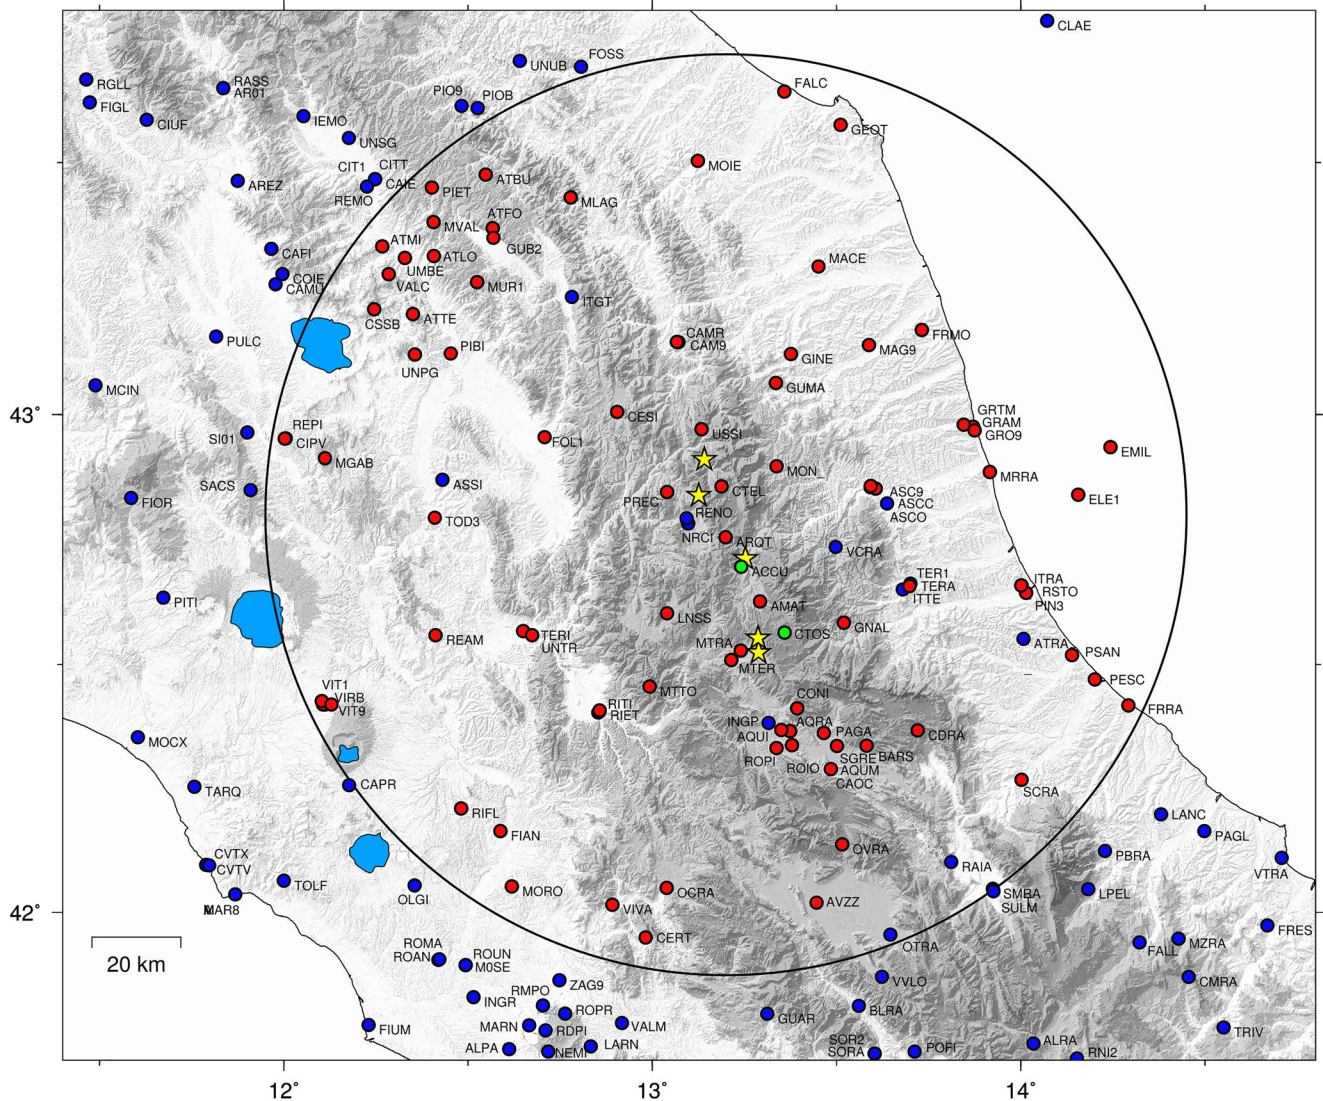 CLAE
UNUB
FOSS
RGLL
RASS
AR01
FALC
FIGL
PIO9
PIOB
CIUF
IEMO
GEOT
UNSG
MOIE
CIT1
CITT
AREZ
CAIE
REMO
PIET
ATBU
MLAG
ATFO
MVAL
ATMI
GUB2
CAFI
ATLO
UMBE
MACE
COIE
CAMU
VALC
MUR1
ITGT
CSSB
ATTE
FRMO
PULC
CAMR
CAM9
MAG9
PIBI
UNPG
GINE
MCIN
GUMA
43°
43°
CESI
GRTM
GRAM
GRO9
REPI
SI01
CIPV
FOL1
USSI
EMIL
MGAB
MON_
MRRA
SACS
ASSI
PREC
CTEL
ASC9
ELE1
FIOR
ASCC
RENO
ASCO
TOD3
NRCI
ARQT
VCRA
ACCU
TER1
TERA
ITTE
ITRA
RSTO
PIN3
PITI
AMAT
LNSS
GNAL
REAM
TERI
UNTR
MTRA
CTOS
ATRA
PSAN
MTER
PESC
VIT1
MTTO
VIRB
VIT9
RITI
RIET
CONI
FRRA
INGP
AQRA
PAGA
CDRA
MOCX
AQUI
ROPI
ROIO
SGRE
BARS
AQUM
CAOC
CAPR
TARQ
SCRA
RIFL
LANC
FIAN
PAGL
OVRA
CVTX
CVTV
RAIA
PBRA
VTRA
TOLF
OLGI
MORO
OCRA
SMRA
SULM
LPEL
MAR8
VIVA
AVZZ
42°
42°
FRES
CERT
OTRA
FALL
MZRA
ROMA
ROAN
ROUN
M0SE
20 km
ZAG9
VVLO
CMRA
INGR
RMPO
ROPR
GUAR
BLRA
FIUM
MARN
RDPI
VALM
TRIV
ALPA
NEMI
LARN
SOR2
SORA
POFI
ALRA
RNI2
12°
13°
14°